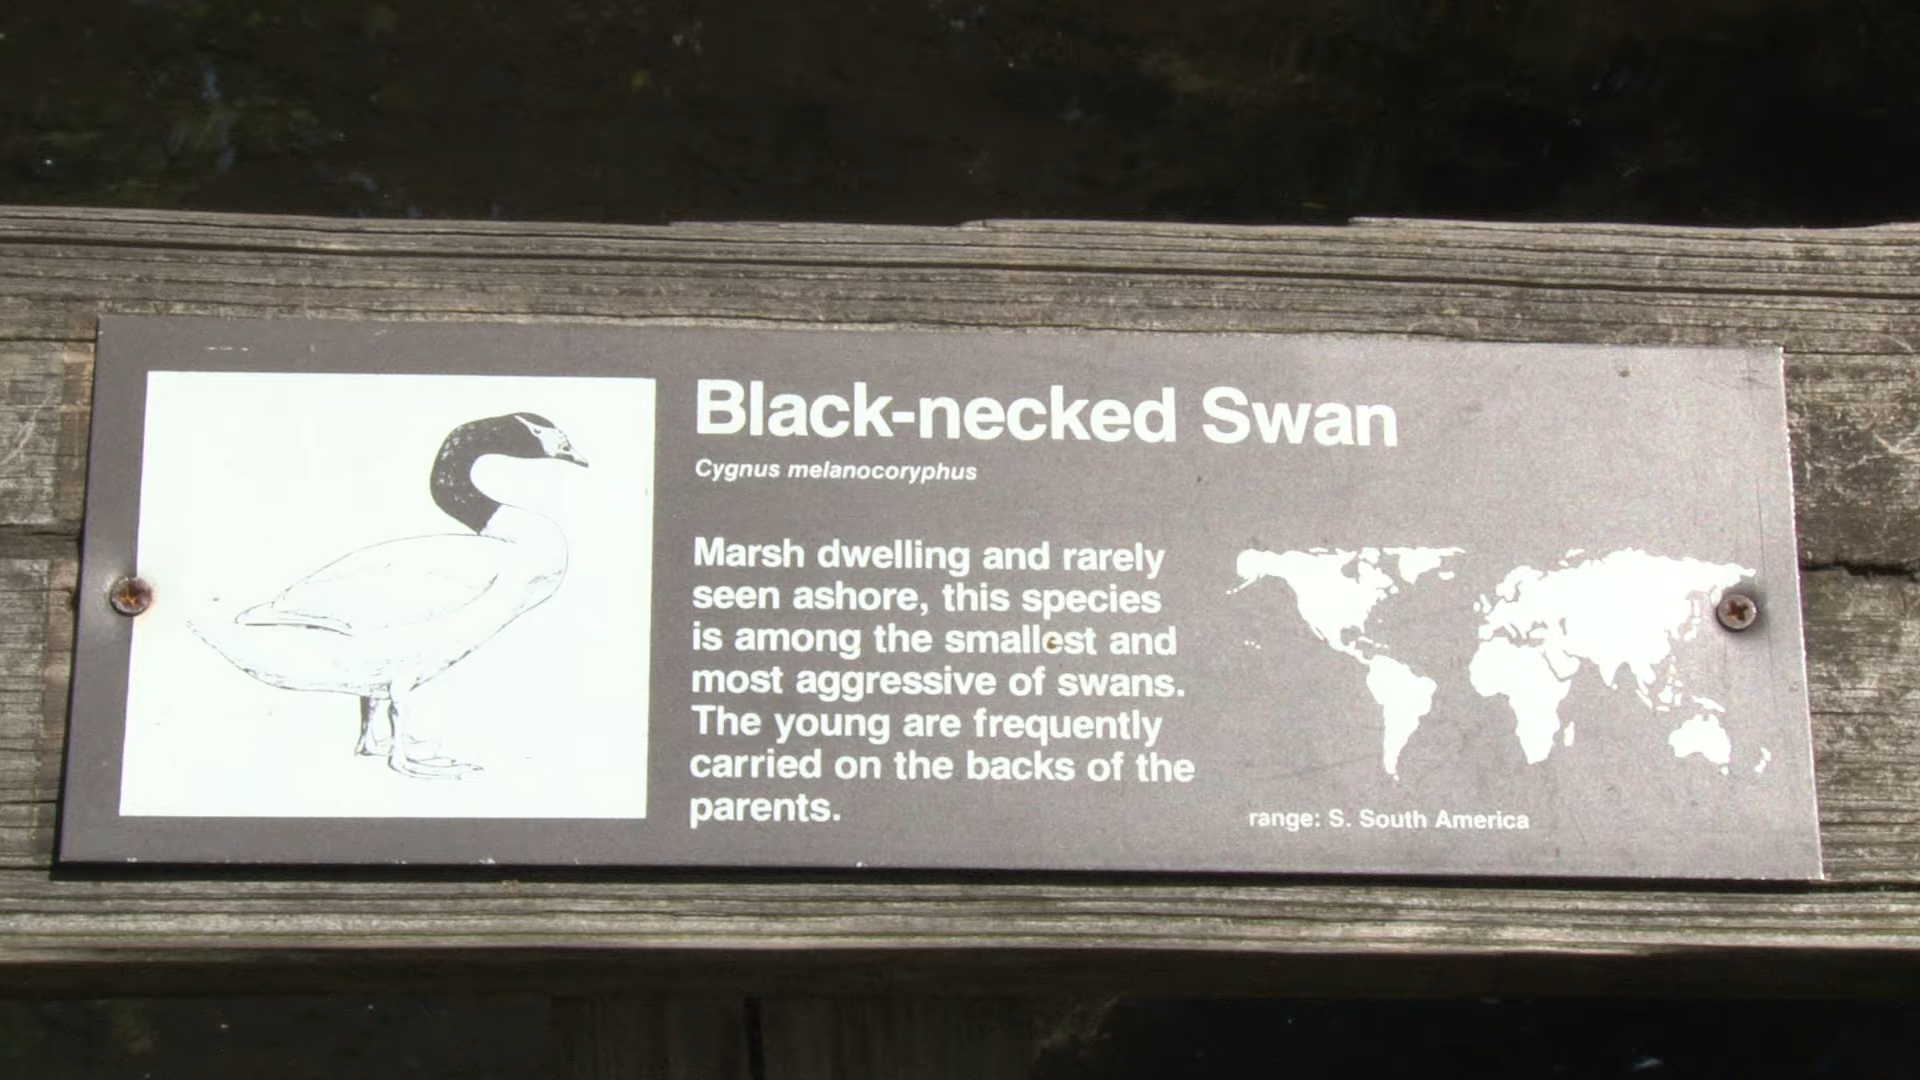 Black-necked Swan
Cygnus melanocoryphus
Marsh dwelling and rarely
seen ashore, this species
is among the smallest and
most aggressive of swans.
The young are frequently
carried on the backs of the
parents.
range: S. South America